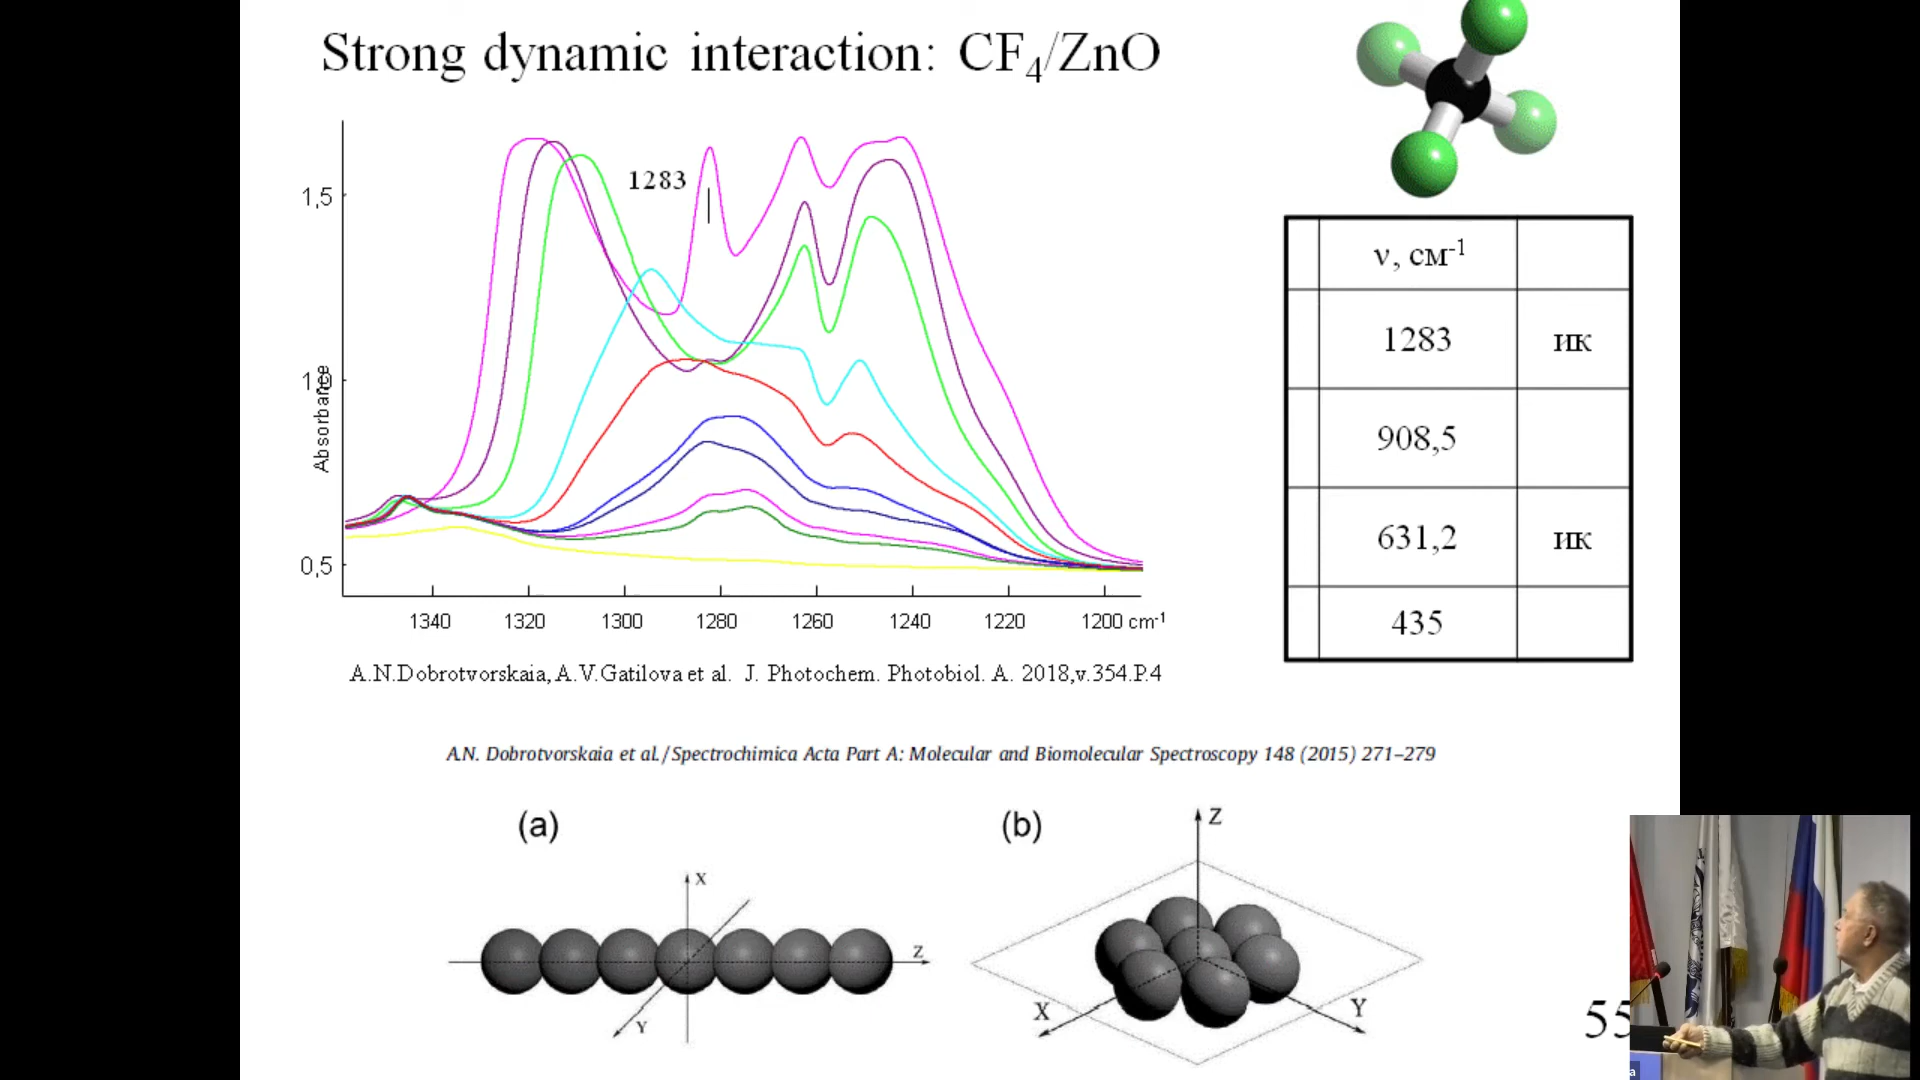 Strong dynamic interaction: CF4/ZnO
1283
1,5
1,0
0,5
Absorbance
1340 1320 1300 1280 1260 1240 1220 1200 cm-1
A.N.Dobrotvorskaia, A.V.Gatilova et al. J. Photochem. Photobiol. A. 2018,v.354.P.4
ν, см-1
1283 ик
908,5
631,2 ик
435
A.N. Dobrotvorskaia et al. / Spectrochimica Acta Part A: Molecular and Biomolecular Spectroscopy 148 (2015) 271–279
(a)
X
Z
Y
(b)
Z
X
Y
55
a